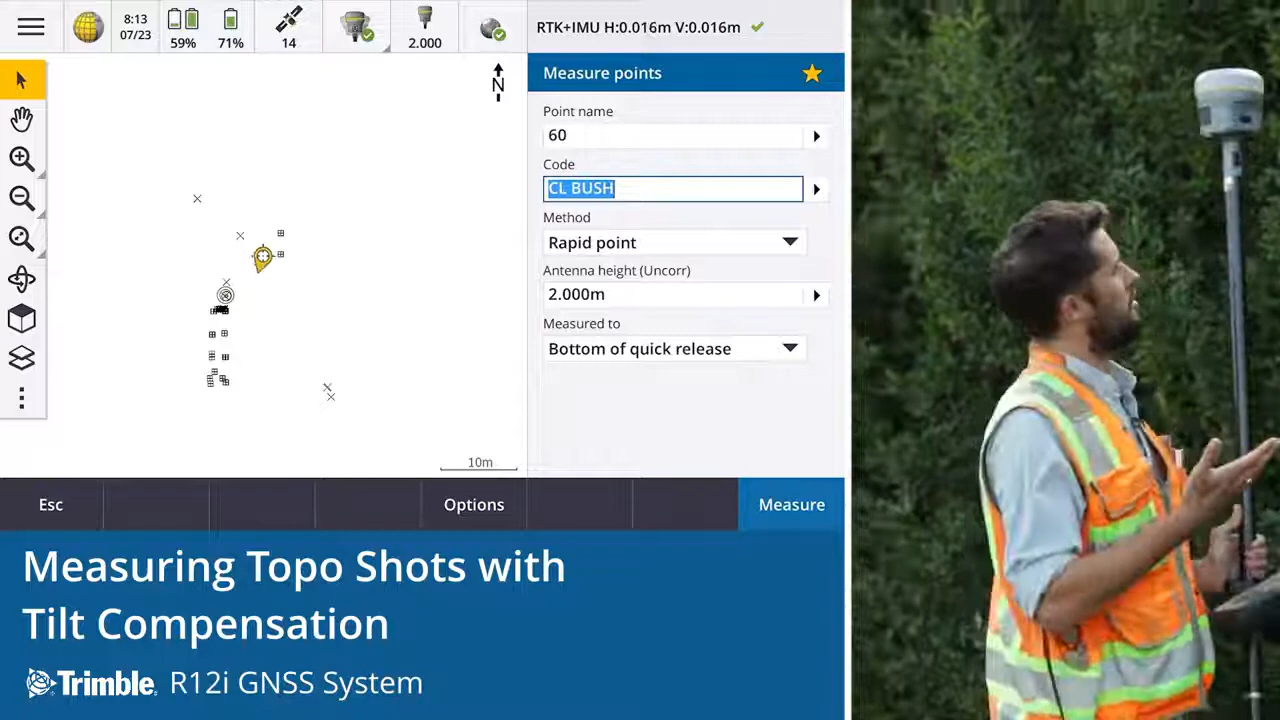 8:13
07/23
59%
71%
14
2.000
RTK+IMU H:0.016m V:0.016m
N
Measure points
Point name
60
Code
CL BUSH
Method
Rapid point
Antenna height (Uncorr)
2.000m
Measured to
Bottom of quick release
10m
Esc
Options
Measure
Measuring Topo Shots with
Tilt Compensation
Trimble. R12i GNSS System